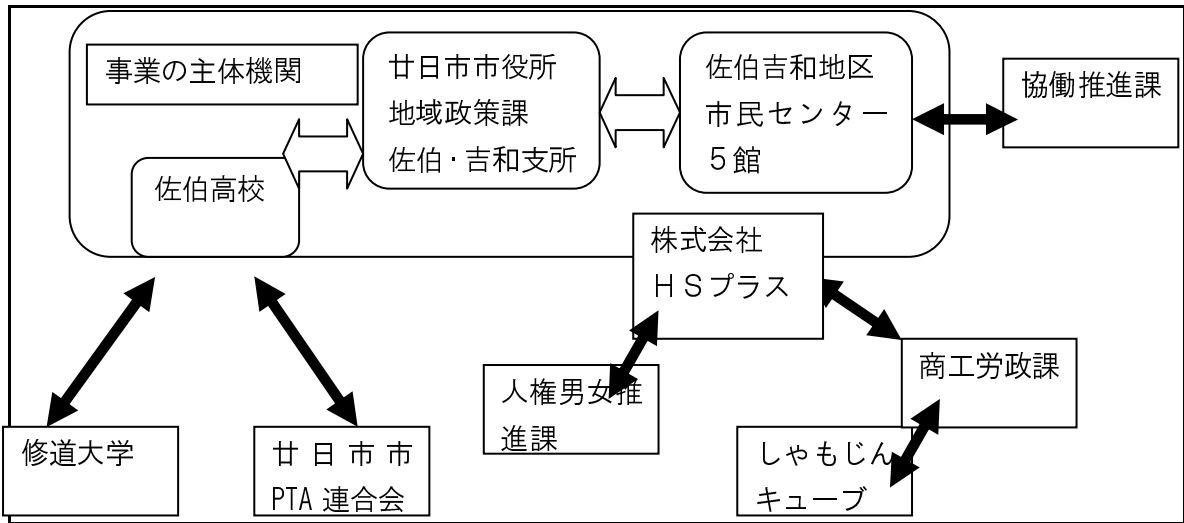 事業の主体機関
廿日市市役所
地域政策課
佐伯・吉和支所
佐伯吉和地区
市民センター
５館
協働推進課
佐伯高校
株式会社
ＨＳプラス
商工労政課
人権男女推
進課
修道大学
廿日市市
PTA連合会
しゃもじん
キューブ